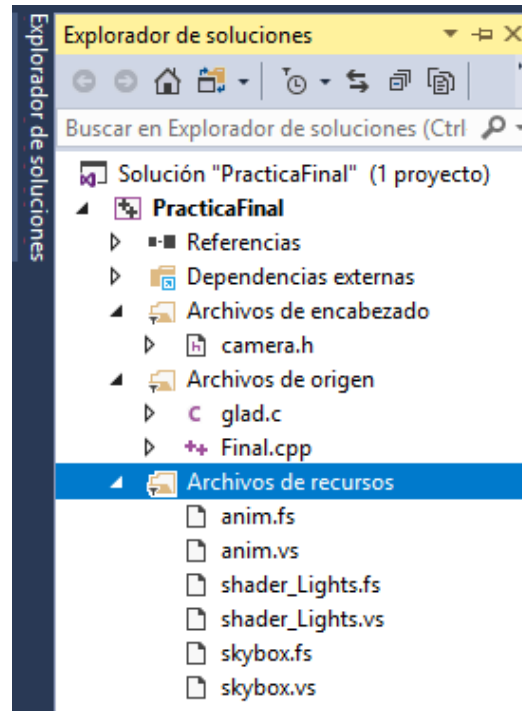 Explorador de soluciones
Explorador de soluciones
Buscar en Explorador de soluciones (Ctrl
Solución "PracticaFinal" (1 proyecto)
PracticaFinal
Referencias
Dependencias externas
Archivos de encabezado
camera.h
Archivos de origen
glad.c
Final.cpp
Archivos de recursos
anim.fs
anim.vs
shader_Lights.fs
shader_Lights.vs
skybox.fs
skybox.vs